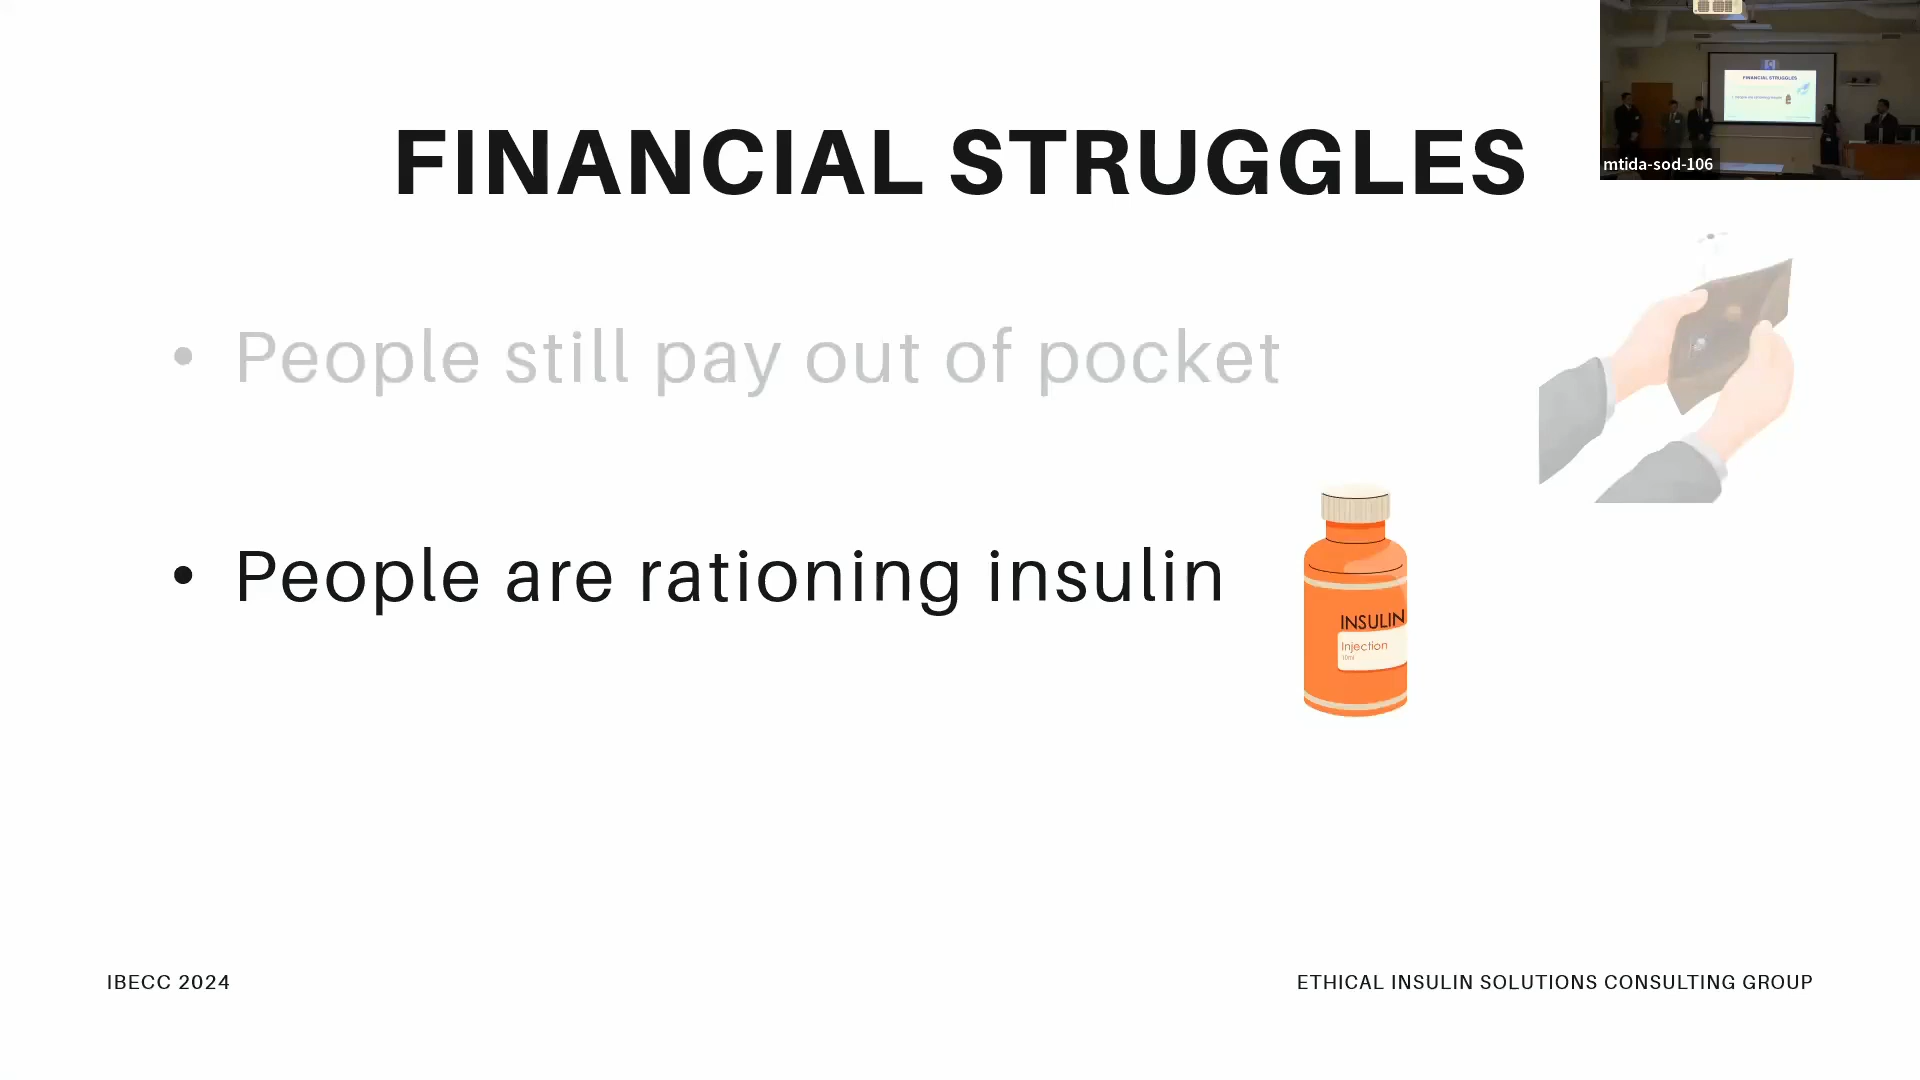 FINANCIAL STRUGGLES
mtida-sod-106
• People still pay out of pocket
• People are rationing insulin
INSULIN
Injection
10ml
IBECC 2024
ETHICAL INSULIN SOLUTIONS CONSULTING GROUP